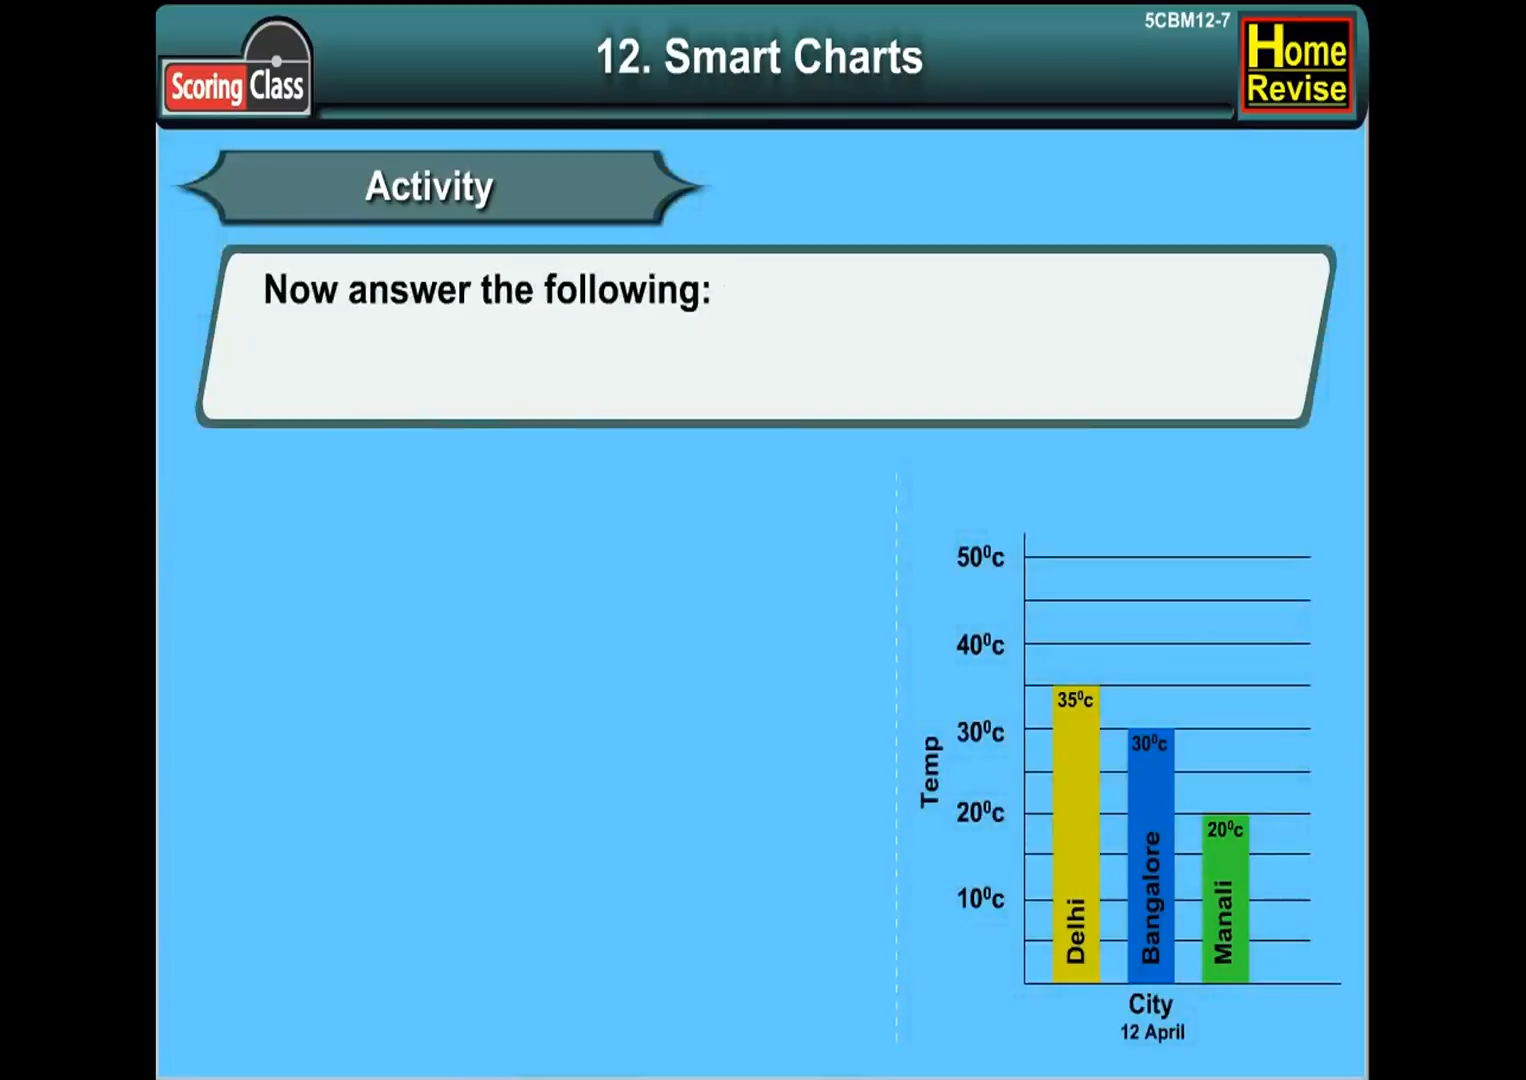 5CBM12-7
Scoring Class
12. Smart Charts
Home
Revise
Activity
Now answer the following:
50⁰c
40⁰c
30⁰c
20⁰c
10⁰c
Temp
35⁰c
Delhi
30⁰c
Bangalore
20⁰c
Manali
City
12 April